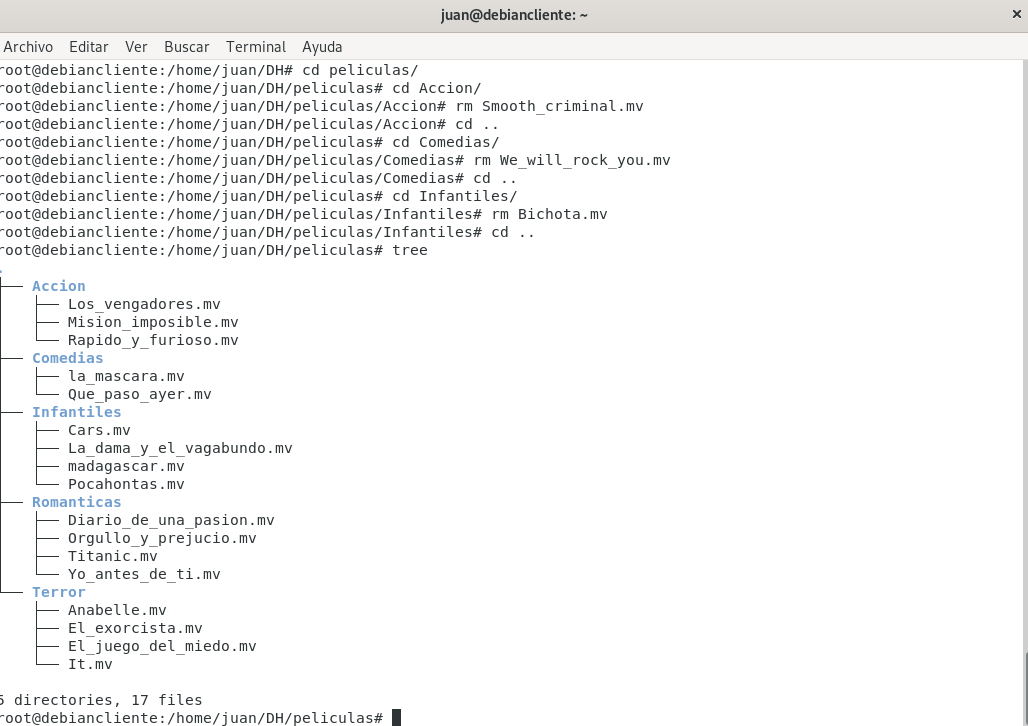 juan@debiancliente: ~
Archivo Editar Ver Buscar Terminal Ayuda
root@debiancliente:/home/juan/DH# cd peliculas/
root@debiancliente:/home/juan/DH/peliculas# cd Accion/
root@debiancliente:/home/juan/DH/peliculas/Accion# rm Smooth_criminal.mv
root@debiancliente:/home/juan/DH/peliculas/Accion# cd ..
root@debiancliente:/home/juan/DH/peliculas# cd Comedias/
root@debiancliente:/home/juan/DH/peliculas/Comedias# rm We_will_rock_you.mv
root@debiancliente:/home/juan/DH/peliculas/Comedias# cd ..
root@debiancliente:/home/juan/DH/peliculas# cd Infantiles/
root@debiancliente:/home/juan/DH/peliculas/Infantiles# rm Bichota.mv
root@debiancliente:/home/juan/DH/peliculas/Infantiles# cd ..
root@debiancliente:/home/juan/DH/peliculas# tree
.
├── Accion
│   ├── Los_vengadores.mv
│   ├── Mision_imposible.mv
│   └── Rapido_y_furioso.mv
├── Comedias
│   ├── la_mascara.mv
│   └── Que_paso_ayer.mv
├── Infantiles
│   ├── Cars.mv
│   ├── La_dama_y_el_vagabundo.mv
│   ├── madagascar.mv
│   └── Pocahontas.mv
├── Romanticas
│   ├── Diario_de_una_pasion.mv
│   ├── Orgullo_y_prejucio.mv
│   ├── Titanic.mv
│   └── Yo_antes_de_ti.mv
└── Terror
    ├── Anabelle.mv
    ├── El_exorcista.mv
    ├── El_juego_del_miedo.mv
    └── It.mv
5 directories, 17 files
root@debiancliente:/home/juan/DH/peliculas#